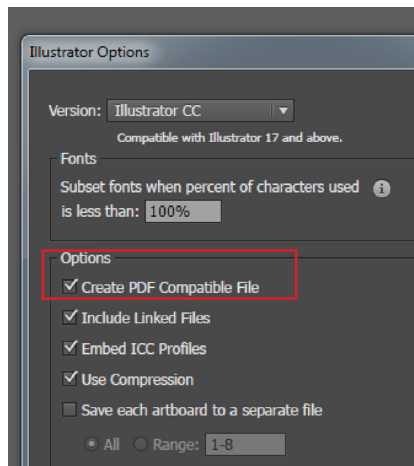 Illustrator Options
Version: Illustrator CC
Compatible with Illustrator 17 and above.
Fonts
Subset fonts when percent of characters used
is less than: 100%
Options
Create PDF Compatible File
Include Linked Files
Embed ICC Profiles
Use Compression
Save each artboard to a separate file
All Range: 1-8